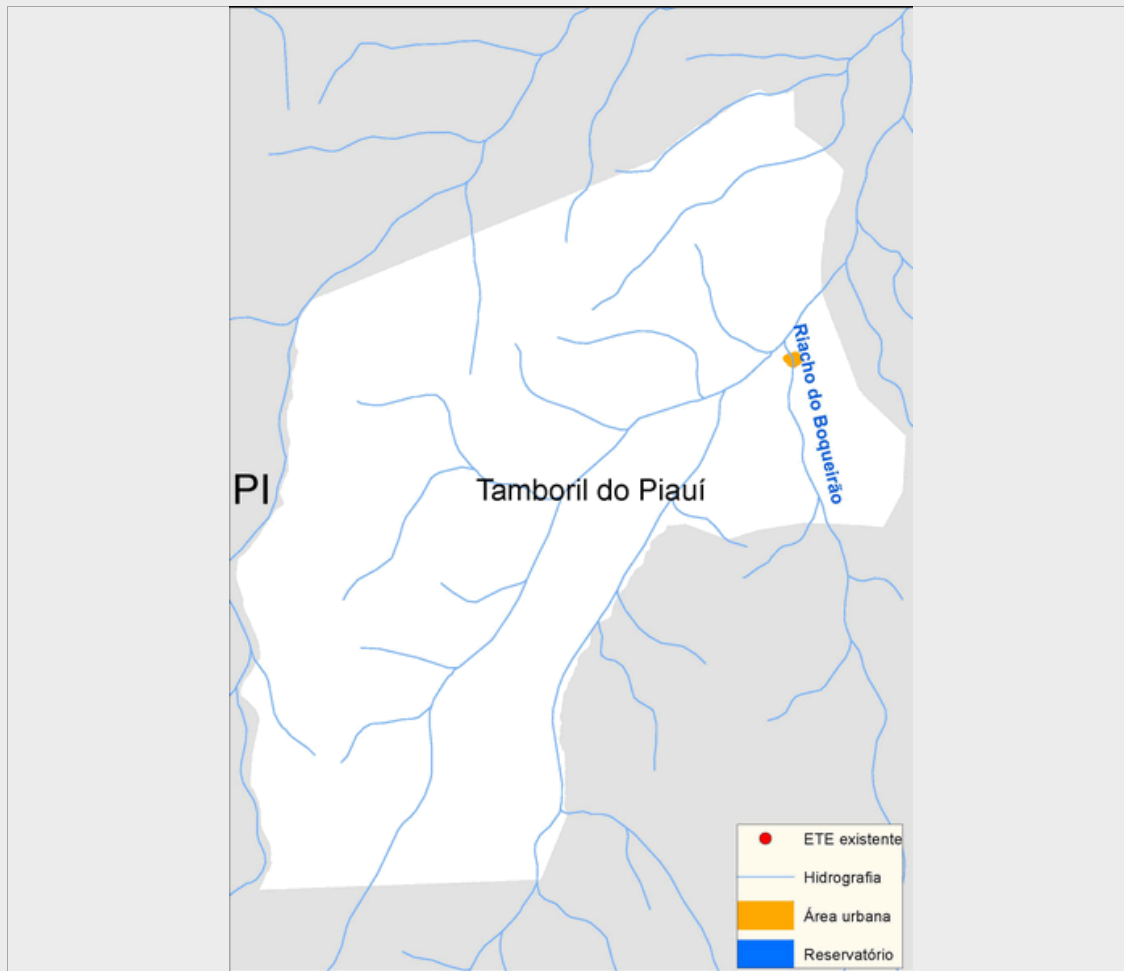 Riacho do Boqueirão
PI
Tamboril do Piauí
ETE existente
Hidrografia
Área urbana
Reservatório